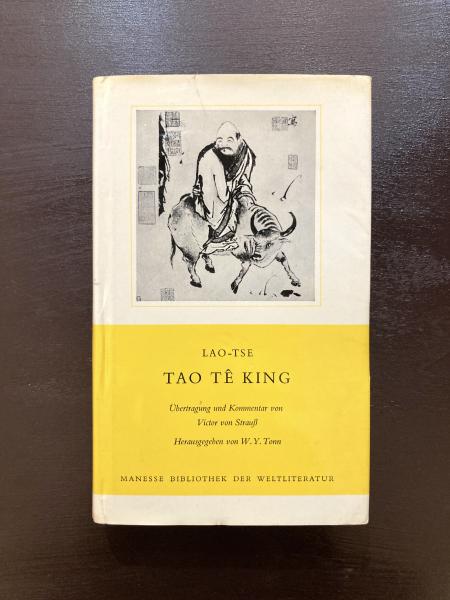 LAO-TSE
TAO TÊ KING
Übertragung und Kommentar von
Victor von Strauß
Herausgegeben von W. Y. Tonn
MANESSE BIBLIOTHEK DER WELTLITERATUR